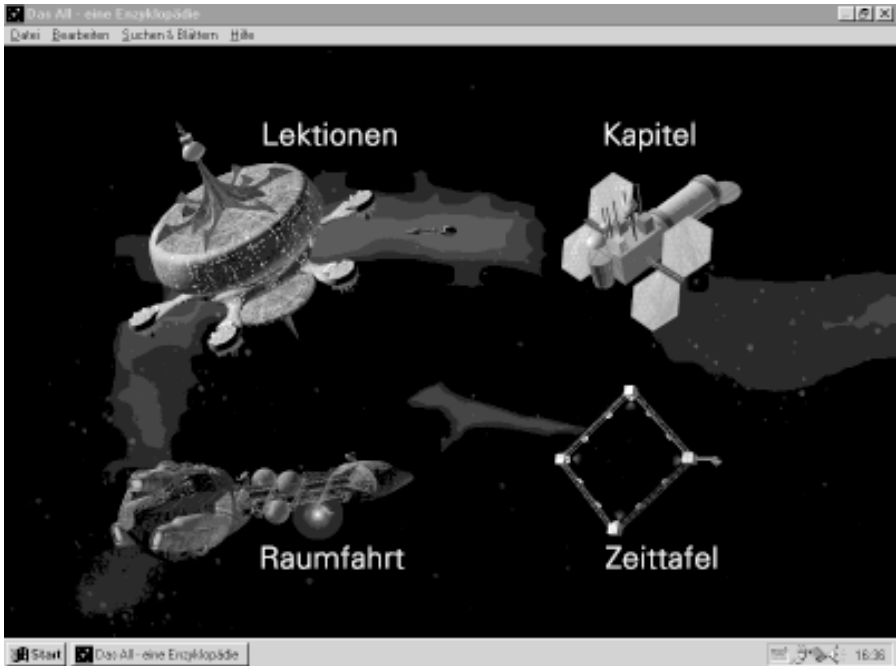 Das All - eine Enzyklopädie
Datei Bearbeiten Suchen & Blättern Hilfe
Lektionen Kapitel
Raumfahrt Zeittafel
Start Das All - eine Enzyklopädie 16:36